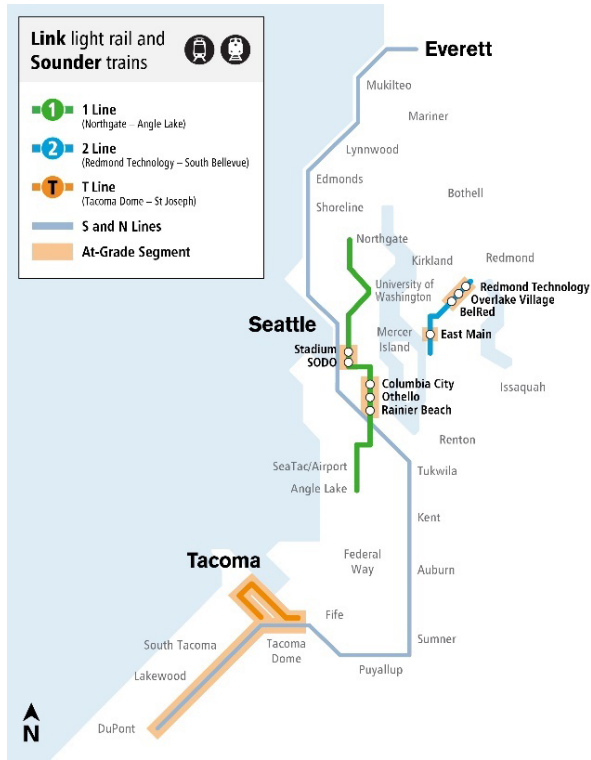 Link light rail and
Sounder trains
1
1 Line
(Northgate – Angle Lake)
2
2 Line
(Redmond Technology – South Bellevue)
T
T Line
(Tacoma Dome – St Joseph)
S and N Lines
At-Grade Segment
Everett
Mukilteo
Mariner
Lynnwood
Edmonds
Bothell
Shoreline
Northgate
Kirkland
Redmond
University of
Washington
Redmond Technology
Overlake Village
BelRed
Seattle
Mercer
Island
East Main
Stadium
SODO
Columbia City
Othello
Rainier Beach
Issaquah
Renton
SeaTac/Airport
Tukwila
Angle Lake
Kent
Federal
Way
Auburn
Tacoma
Fife
South Tacoma
Tacoma
Dome
Sumner
Puyallup
Lakewood
DuPont
N